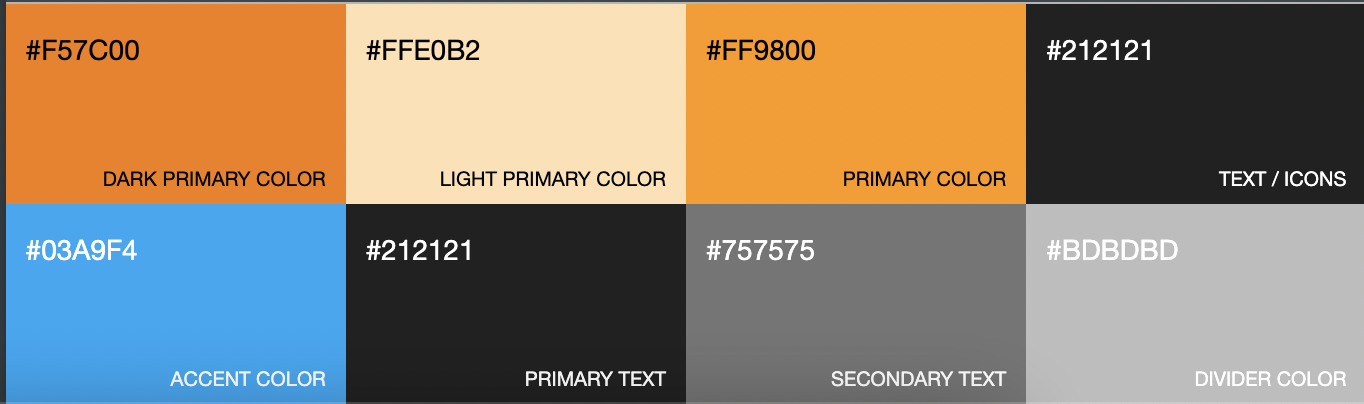 #F57C00
DARK PRIMARY COLOR
#FFE0B2
LIGHT PRIMARY COLOR
#FF9800
PRIMARY COLOR
#212121
TEXT / ICONS
#03A9F4
ACCENT COLOR
#212121
PRIMARY TEXT
#757575
SECONDARY TEXT
#BDBDBD
DIVIDER COLOR